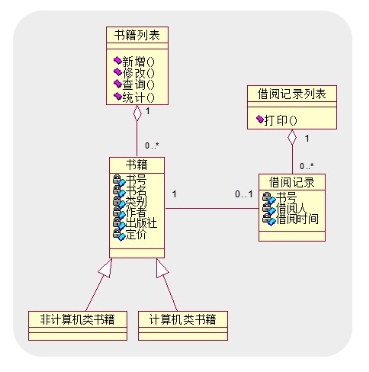 书籍列表
新增()
修改()
查询()
统计()
1
0..*
借阅记录列表
打印()
1
0..*
书籍
书号
书名
类别
作者
出版社
定价
1
0..1
借阅记录
书号
借阅人
借阅时间
非计算机类书籍
计算机类书籍